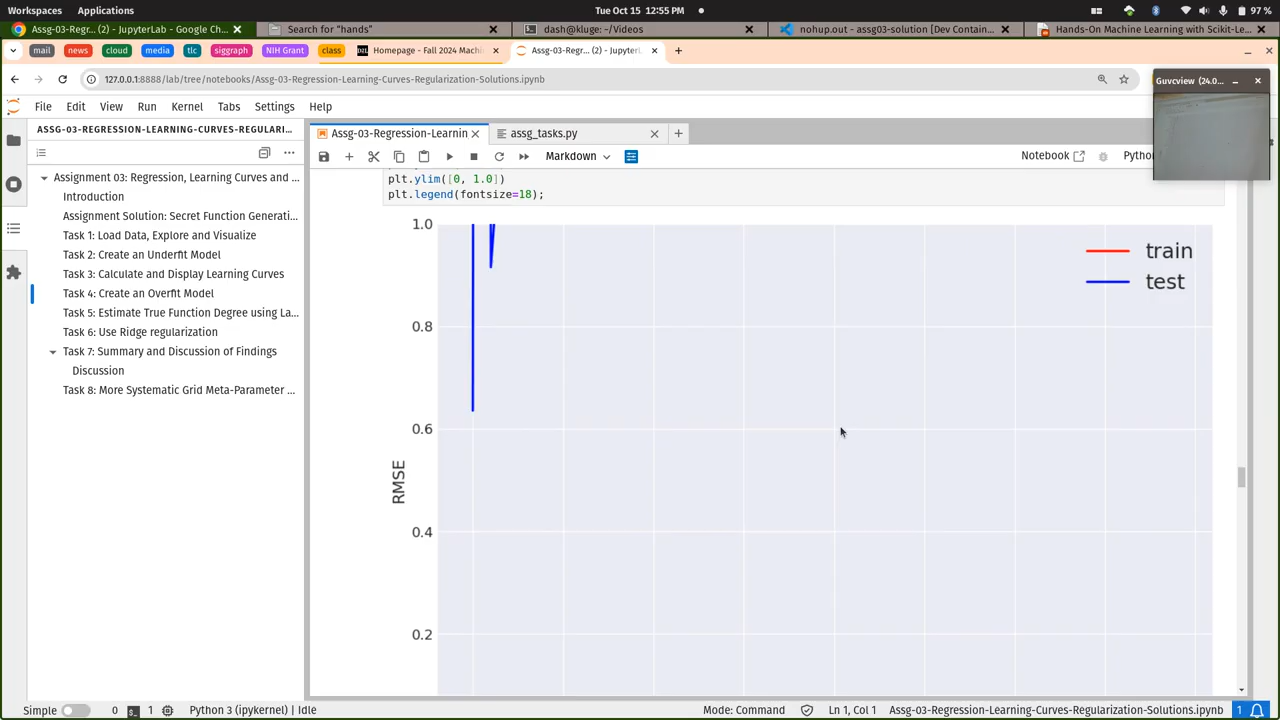 Workspaces Applications Tue Oct 15 12:55 PM 97 %
Assg-03-Regr... (2) - JupyterLab - Google Ch... Search for "hands" dash@kluge: ~/Videos nohup.out - assg03-solution [Dev Contain... Hands-On Machine Learning with Scikit-Le...
mail news cloud media tlc siggraph NIH Grant class Homepage - Fall 2024 Machi Assg-03-Regr... (2) - JupyterL
127.0.0.1:8888/lab/tree/notebooks/Assg-03-Regression-Learning-Curves-Regularization-Solutions.ipynb
Guvcview (24.0...
File Edit View Run Kernel Tabs Settings Help
ASSG-03-REGRESSION-LEARNING-CURVES-REGULARI...
Assg-03-Regression-Learnin assg_tasks.py
Markdown Notebook Python
Assignment 03: Regression, Learning Curves and ...
Introduction
Assignment Solution: Secret Function Generati...
Task 1: Load Data, Explore and Visualize
Task 2: Create an Underfit Model
Task 3: Calculate and Display Learning Curves
Task 4: Create an Overfit Model
Task 5: Estimate True Function Degree using La...
Task 6: Use Ridge regularization
Task 7: Summary and Discussion of Findings
Discussion
Task 8: More Systematic Grid Meta-Parameter ...
plt.ylim([0, 1.0])
plt.legend(fontsize=18);
1.0
train
test
0.8
0.6
RMSE
0.4
0.2
Simple 0 1 Python 3 (ipykernel) | Idle Mode: Command Ln 1, Col 1 Assg-03-Regression-Learning-Curves-Regularization-Solutions.ipynb 1